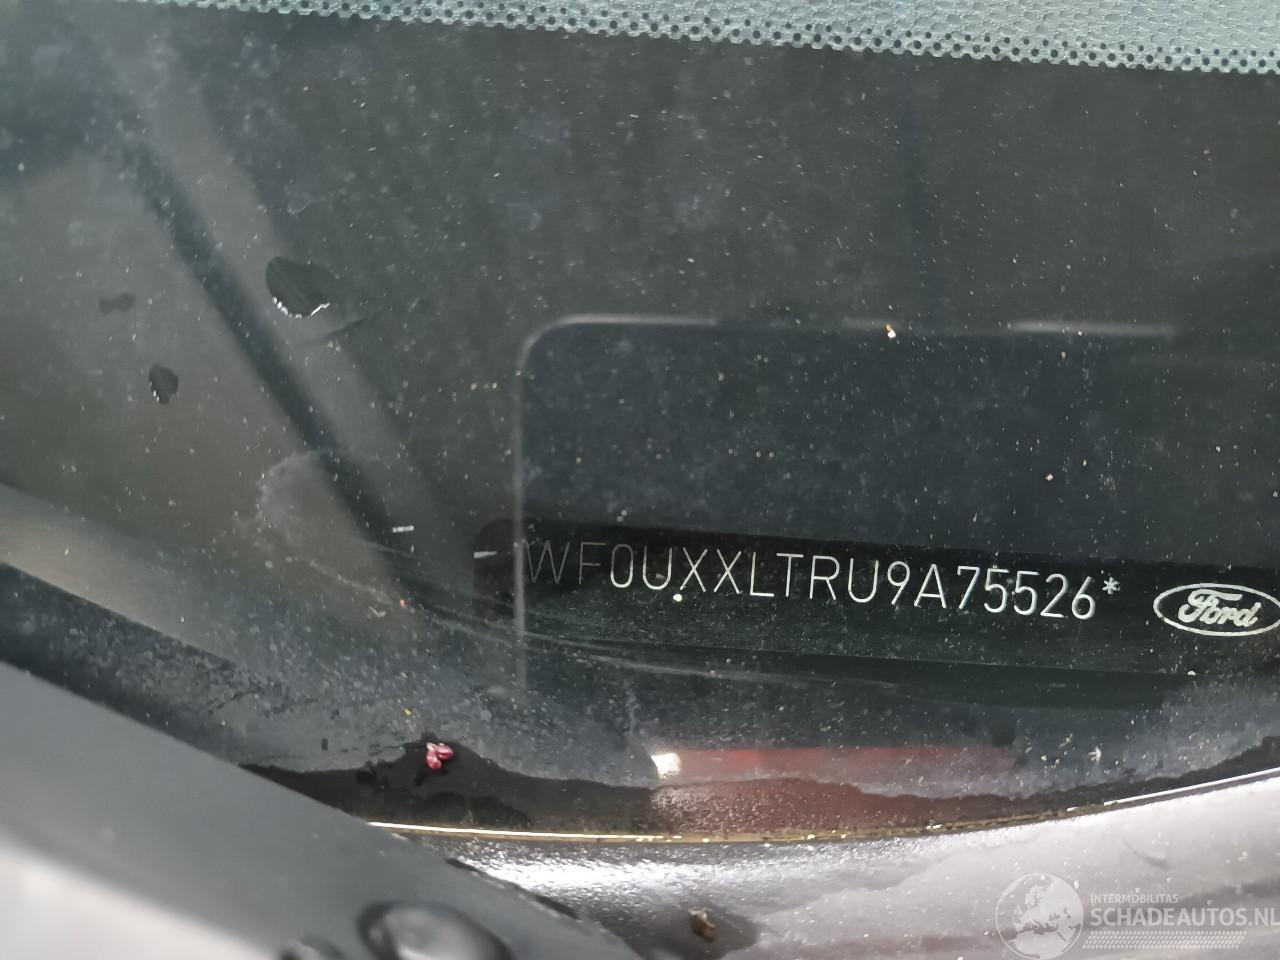 -WF0UXXLTRU9A75526*
Ford
INTERMOBILITAS
SCHADEAUTOS.NL